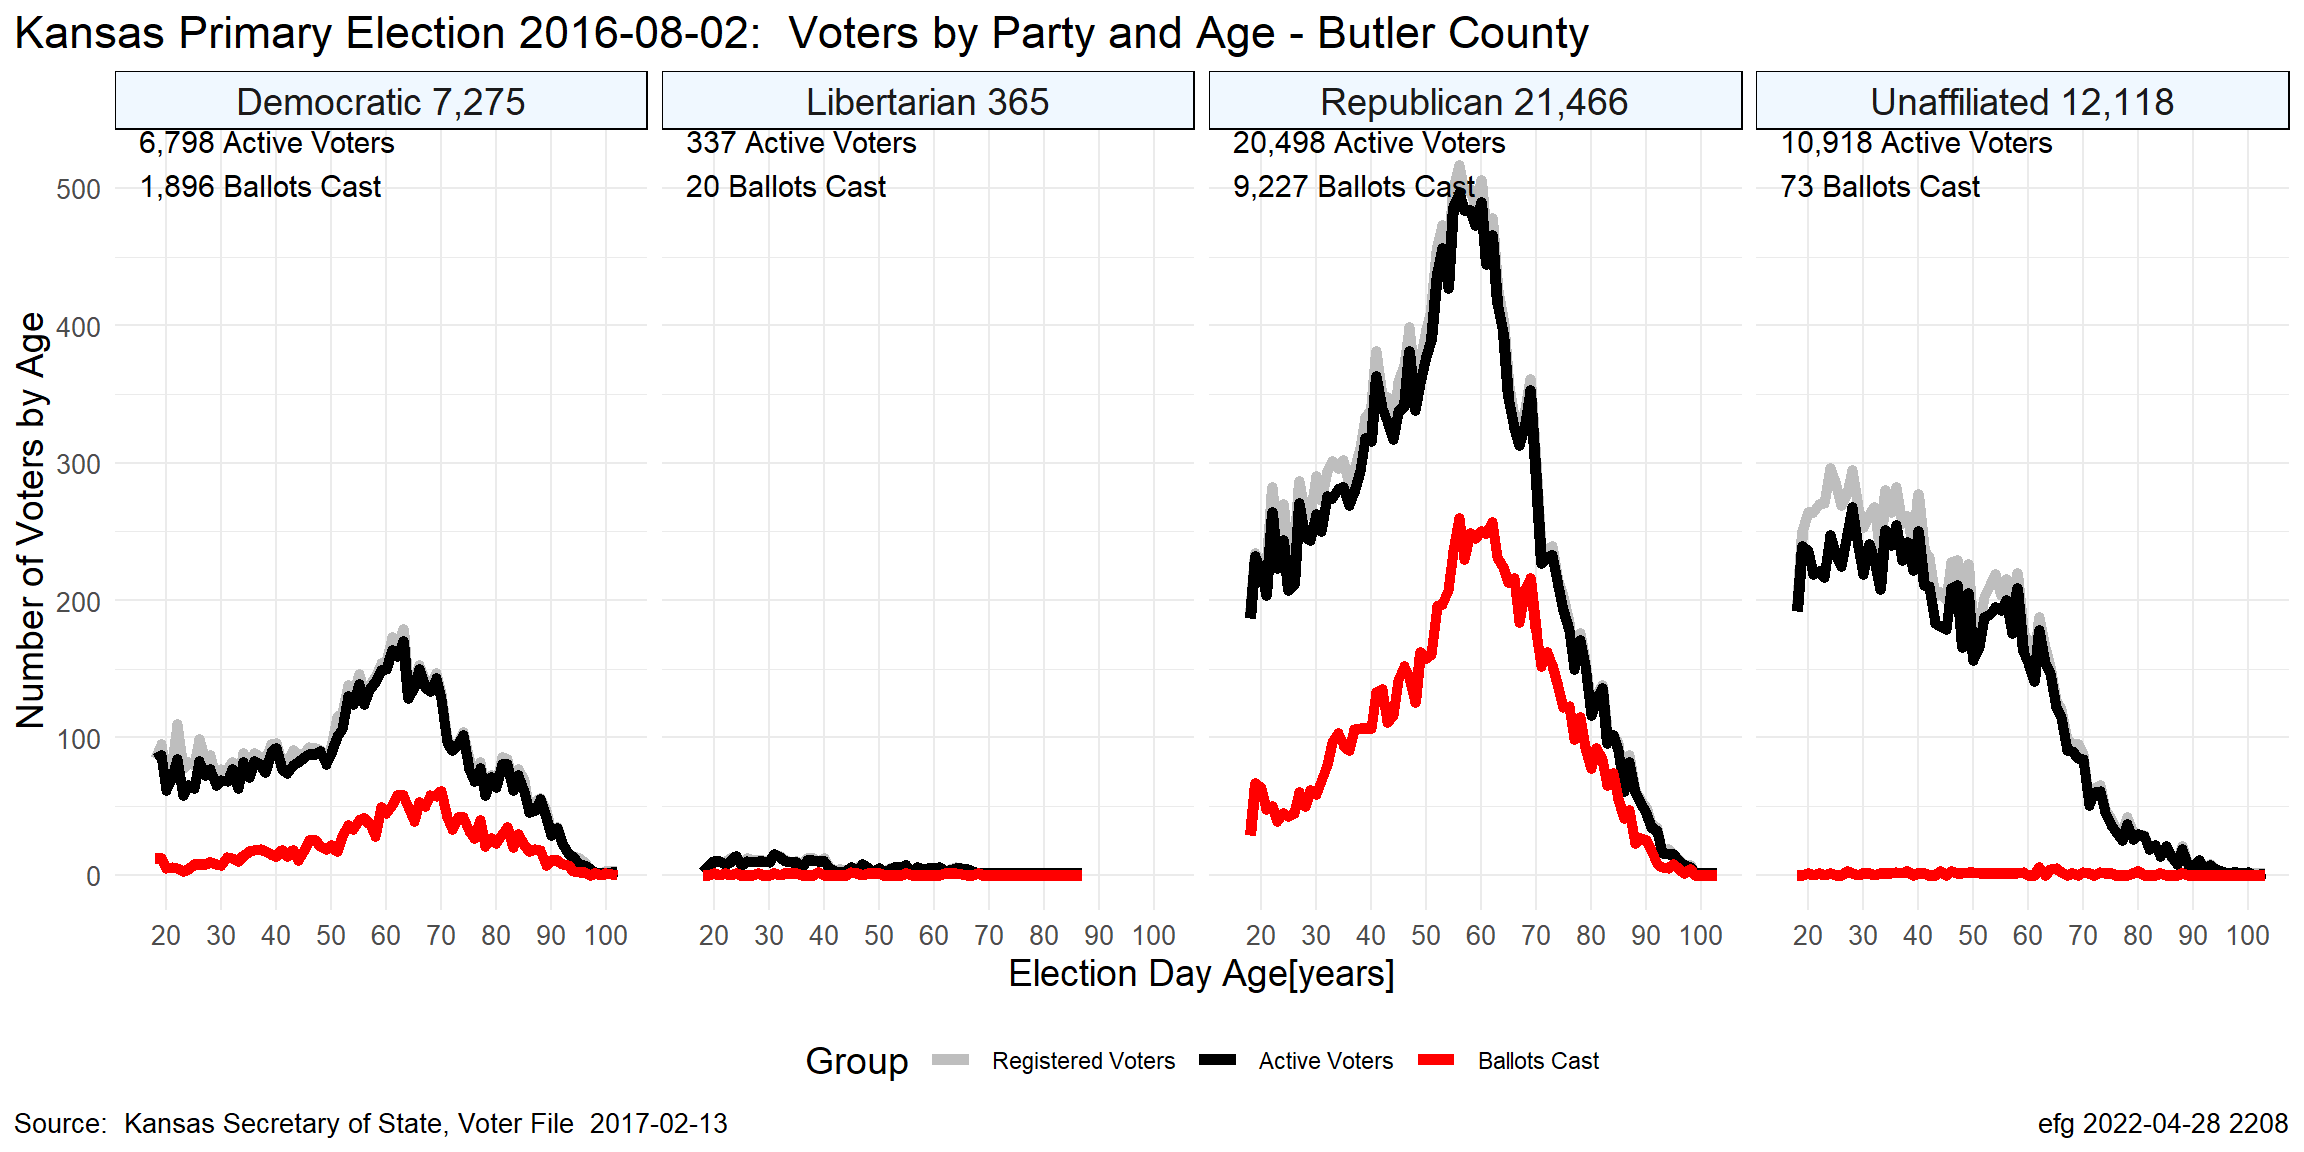 Kansas Primary Election 2016-08-02:  Voters by Party and Age - Butler County
Democratic 7,275
Libertarian 365
Republican 21,466
Unaffiliated 12,118
6,798 Active Voters
1,896 Ballots Cast
337 Active Voters
20 Ballots Cast
20,498 Active Voters
9,227 Ballots Cast
10,918 Active Voters
73 Ballots Cast
Number of Voters by Age
500
400
300
200
100
0
20 30 40 50 60 70 80 90 100
20 30 40 50 60 70 80 90 100
20 30 40 50 60 70 80 90 100
20 30 40 50 60 70 80 90 100
Election Day Age[years]
Group Registered Voters Active Voters Ballots Cast
Source:  Kansas Secretary of State, Voter File  2017-02-13
efg 2022-04-28 2208